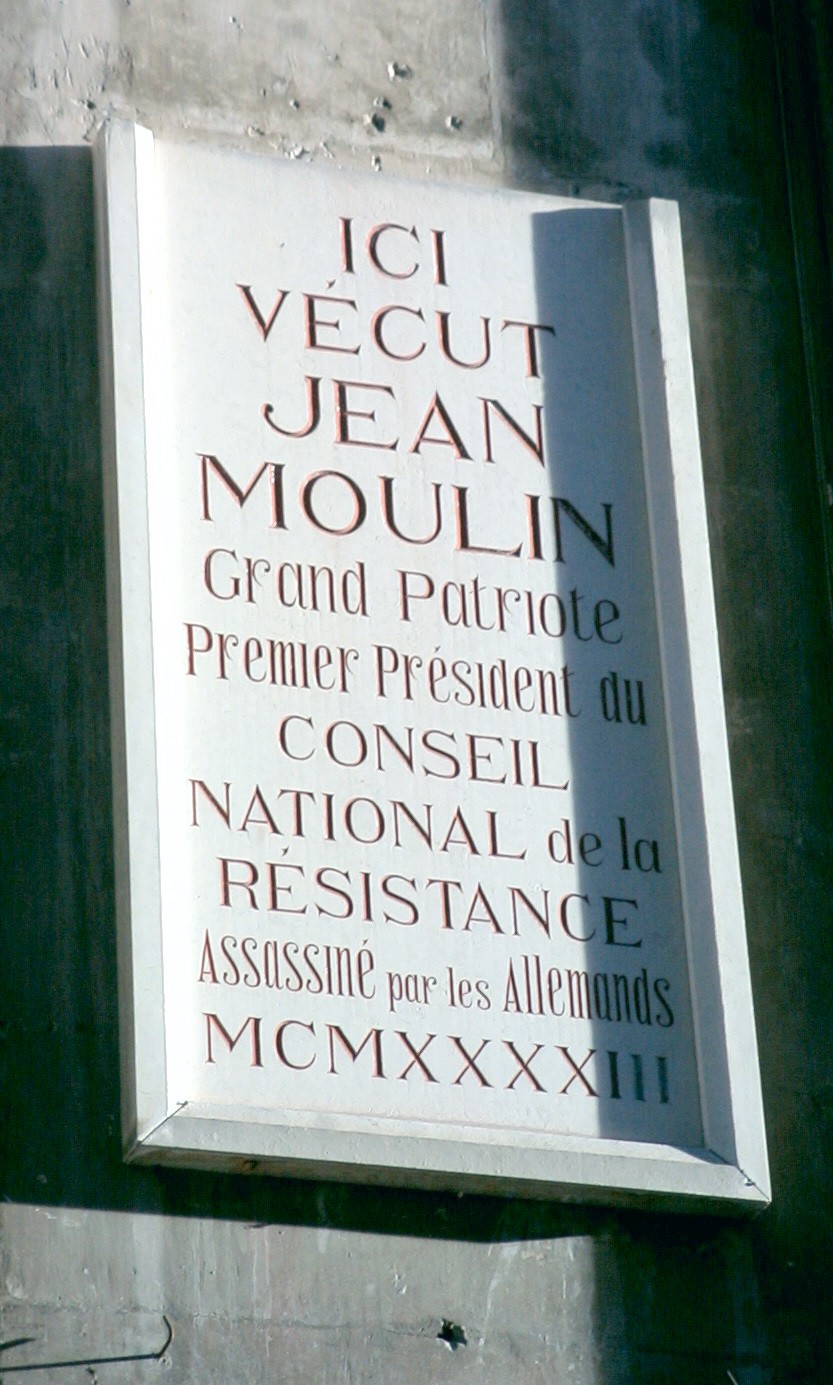 ICI
VÉCUT
JEAN
MOULIN
Grand Patriote
Premier Président du
CONSEIL
NATIONAL de la
RÉSISTANCE
Assassiné par les Allemands
MCMXXXXIII